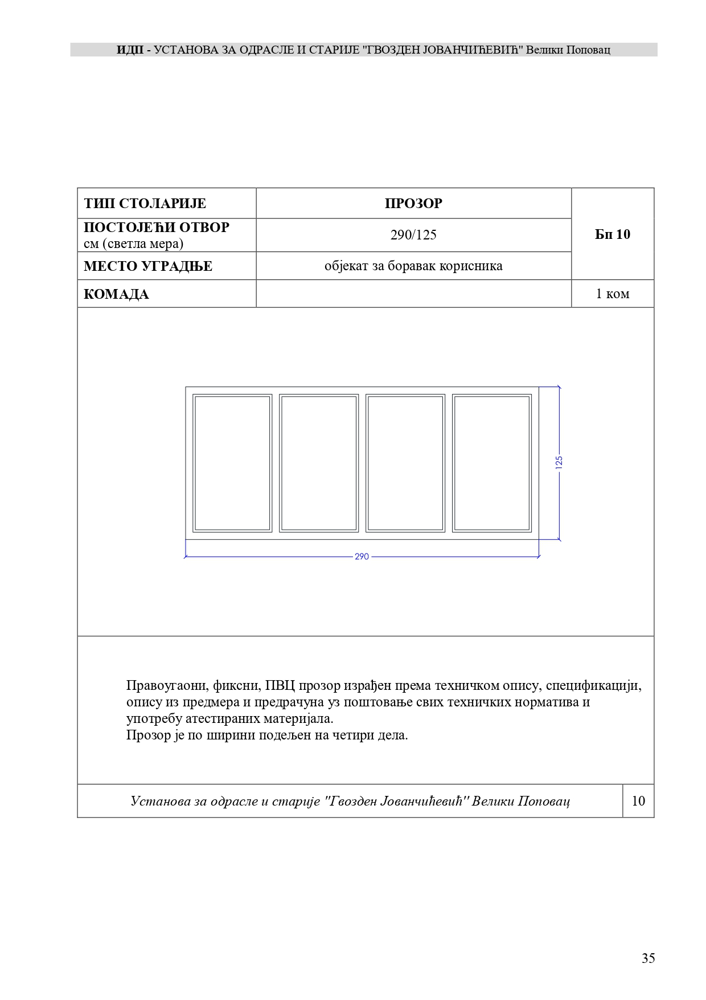 ИДП - УСТАНОВА ЗА ОДРАСЛЕ И СТАРИЈЕ "ГВОЗДЕН ЈОВАНЧИЋЕВИЋ" Велики Поповац
ТИП СТОЛАРИЈЕ
ПРОЗОР
Бп 10
ПОСТОЈЕЋИ ОТВОР
см (светла мера)
290/125
МЕСТО УГРАДЊЕ
објекат за боравак корисника
КОМАДА
1 ком
125
290
Правоугаони, фиксни, ПВЦ прозор израђен према техничком опису, спецификацији,
опису из предмера и предрачуна уз поштовање свих техничких норматива и
употребу атестираних материјала.
Прозор је по ширини подељен на четири дела.
Установа за одрасле и старије "Гвозден Јованчићевић" Велики Поповац
10
35